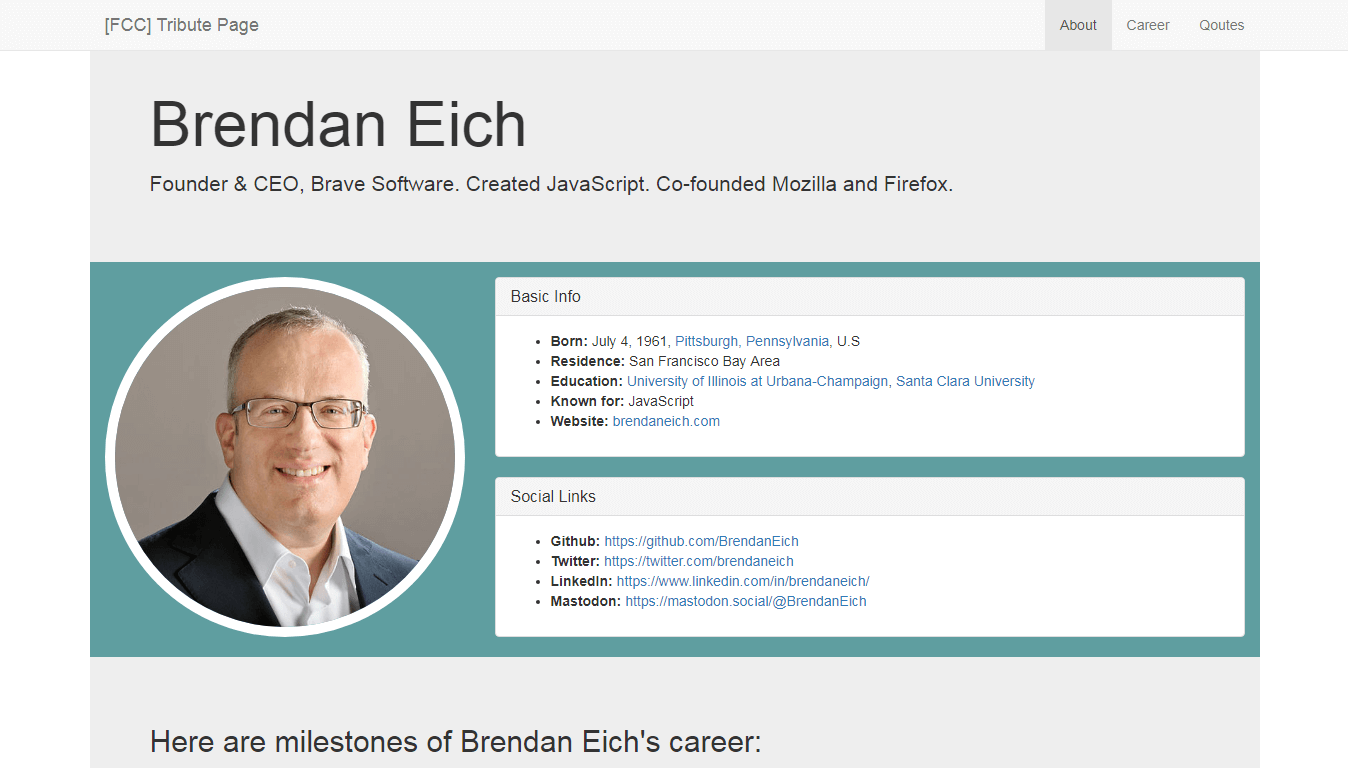 [FCC] Tribute Page
About
Career
Qoutes
Brendan Eich
Founder & CEO, Brave Software. Created JavaScript. Co-founded Mozilla and Firefox.
Basic Info
Born: July 4, 1961, Pittsburgh, Pennsylvania, U.S
Residence: San Francisco Bay Area
Education: University of Illinois at Urbana-Champaign, Santa Clara University
Known for: JavaScript
Website: brendaneich.com
Social Links
Github: https://github.com/BrendanEich
Twitter: https://twitter.com/brendaneich
LinkedIn: https://www.linkedin.com/in/brendaneich/
Mastodon: https://mastodon.social/@BrendanEich
Here are milestones of Brendan Eich's career: